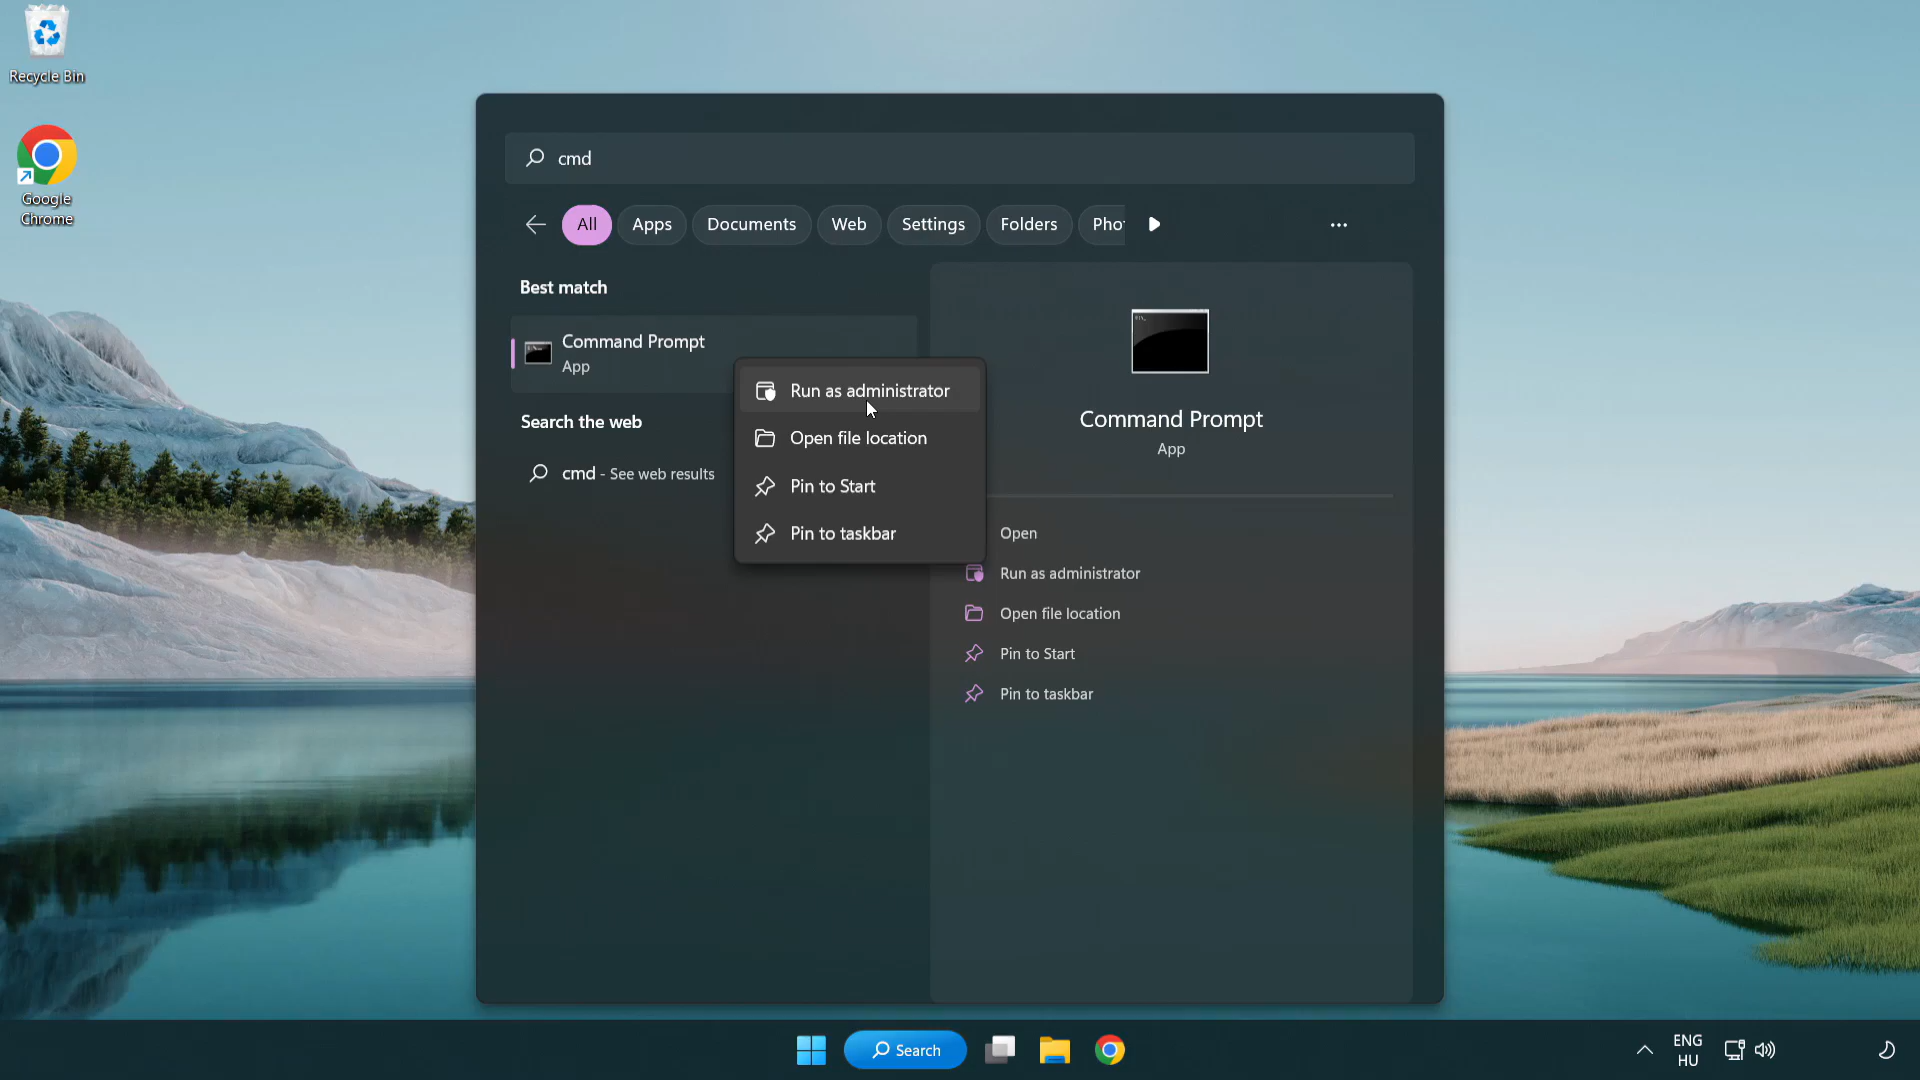 Recycle Bin
Google
Chrome
cmd
All
Apps
Documents
Web
Settings
Folders
Best match
Command Prompt
App
Search the web
cmd - See web results
Run as administrator
Open file location
Pin to Start
Pin to taskbar
Command Prompt
App
Open
Run as administrator
Open file location
Pin to Start
Pin to taskbar
Search
ENG
HU